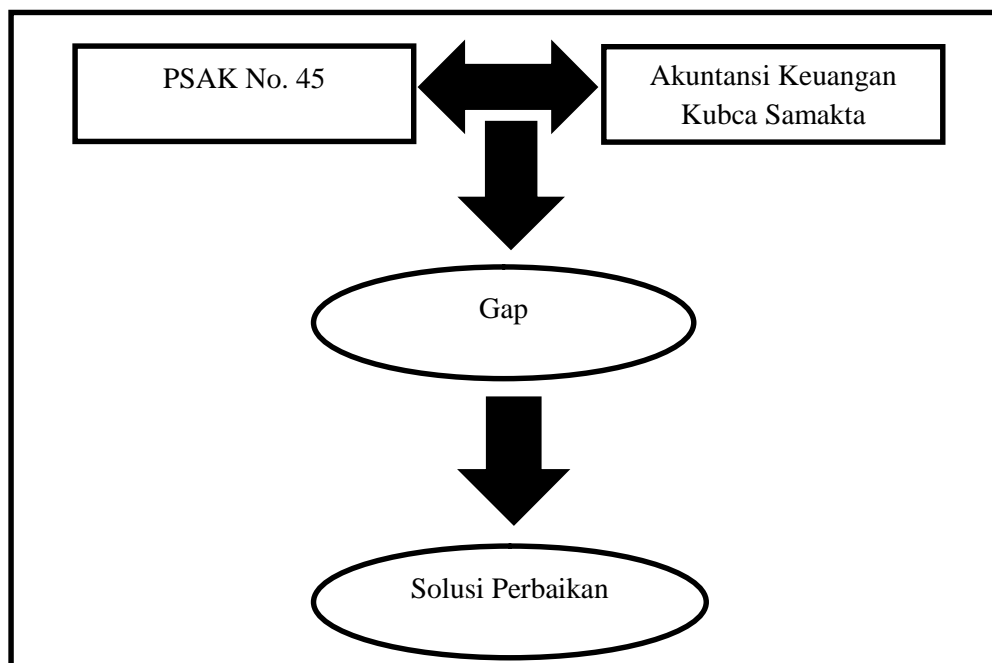 PSAK No. 45
Akuntansi Keuangan
Kubca Samakta
Gap
Solusi Perbaikan